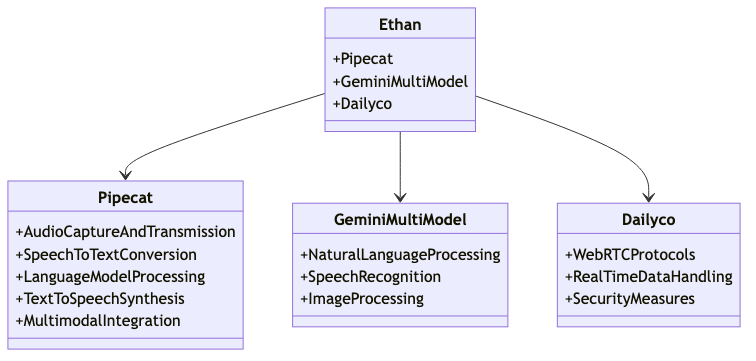 Ethan
+Pipecat
+GeminiMultiModel
+Dailyco
Pipecat
+AudioCaptureAndTransmission
+SpeechToTextConversion
+LanguageModelProcessing
+TextToSpeechSynthesis
+MultimodalIntegration
GeminiMultiModel
+NaturalLanguageProcessing
+SpeechRecognition
+ImageProcessing
Dailyco
+WebRTCProtocols
+RealTimeDataHandling
+SecurityMeasures